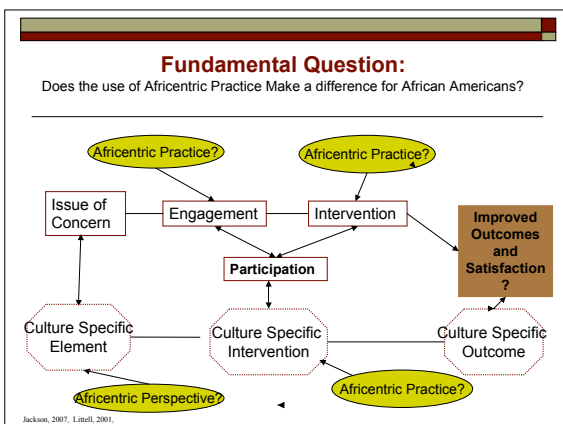 Fundamental Question:
Does the use of Africentric Practice Make a difference for African Americans?
Africentric Practice?
Africentric Practice?
Issue of
Concern
Engagement
Intervention
Improved
Outcomes
and
Satisfaction
?
Participation
Culture Specific
Element
Culture Specific
Intervention
Culture Specific
Outcome
Africentric Perspective?
Africentric Practice?
Jackson, 2007, Littell, 2001,